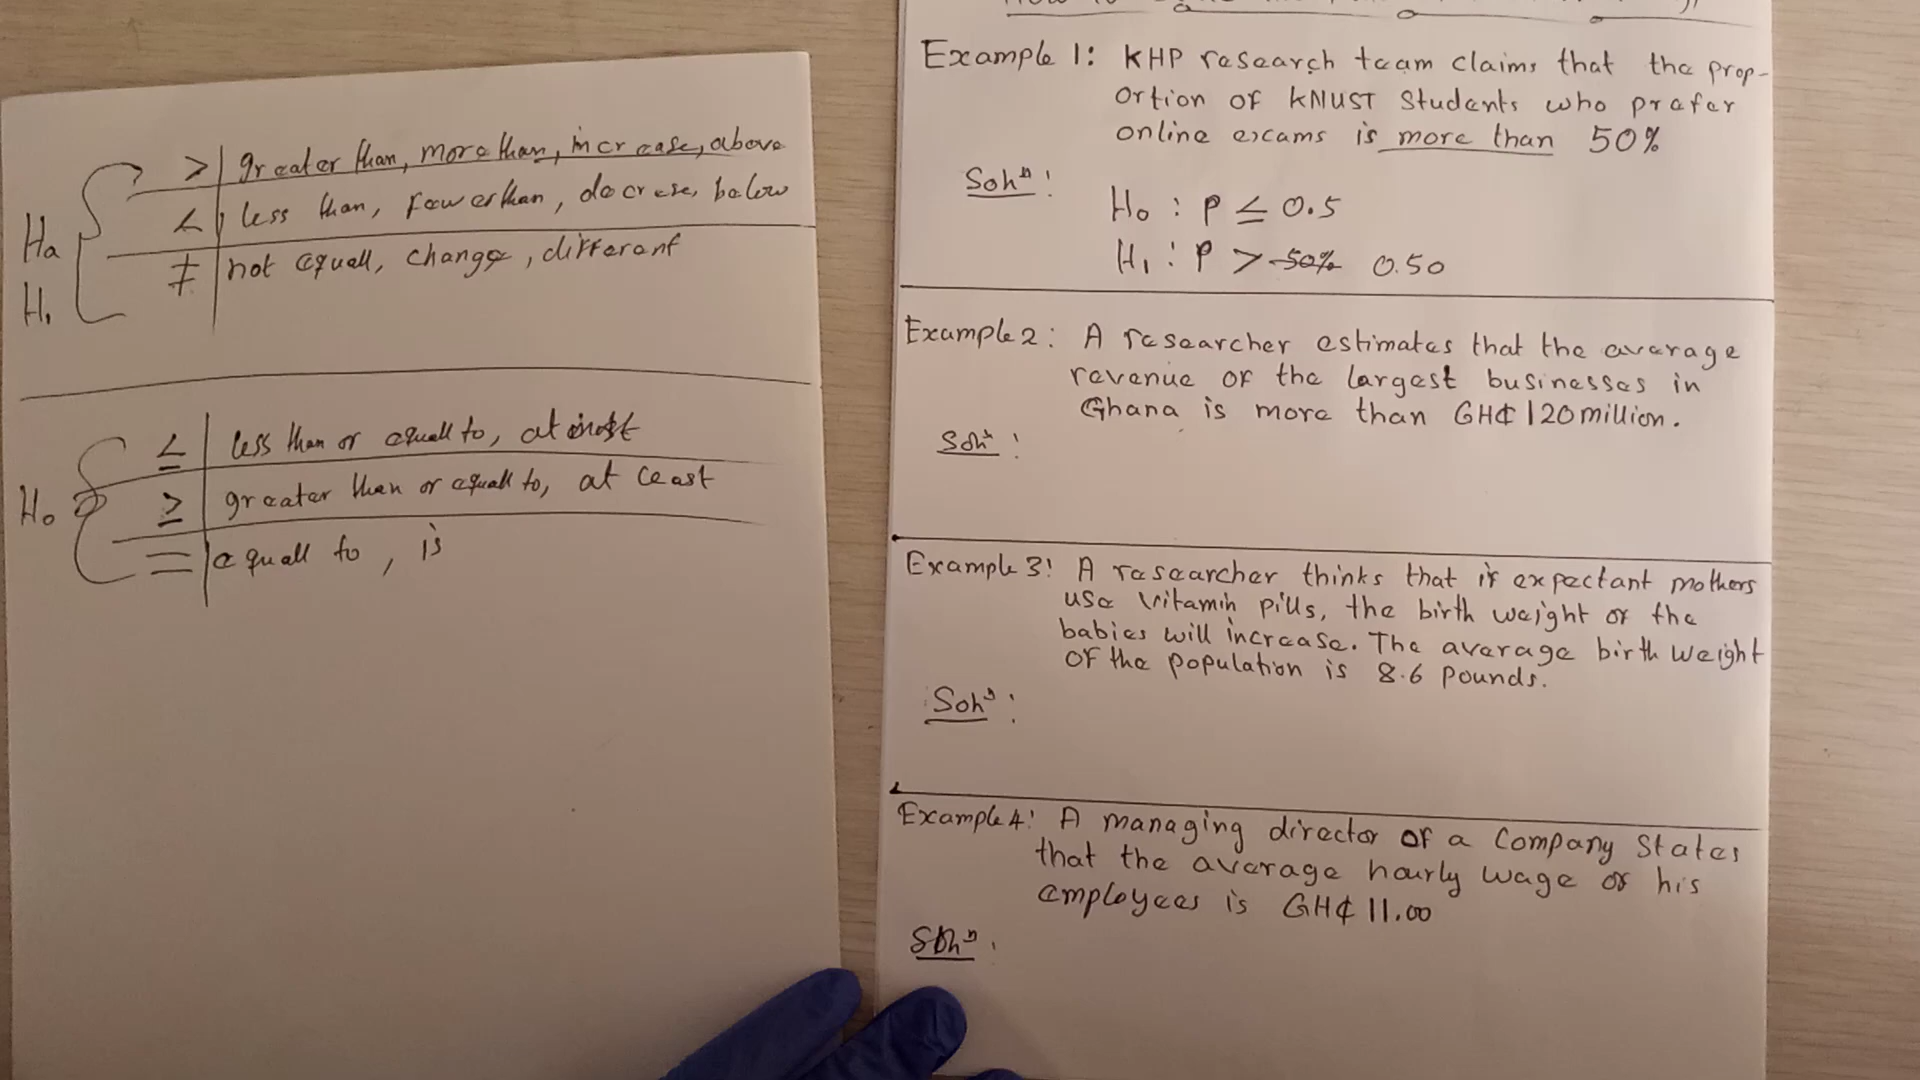 > greater than, more than, increase, above
< less than, fewer than, decrese, below
Ha
≠ not equall, change, different
H₁
≤ less than or equall to, at most
≥ greater than or equall to, at least
H₀
= equall to, is
Example 1: KHP research team claims that the prop-
ortion of KNUST Students who prefer
online exams is more than 50%
Soln:
H₀ : P ≤ 0.5
H₁ : P > 50% 0.50
Example 2: A researcher estimates that the average
revenue of the largest businesses in
Ghana is more than GH₵ 120 million.
Soln:
Example 3: A researcher thinks that if expectant mothers
use vitamin pills, the birth weight of the
babies will increase. The average birth weight
of the population is 8.6 pounds.
Soln:
Example 4: A managing director of a Company States
that the average hourly wage of his
employees is GH₵ 11.00
Soln: